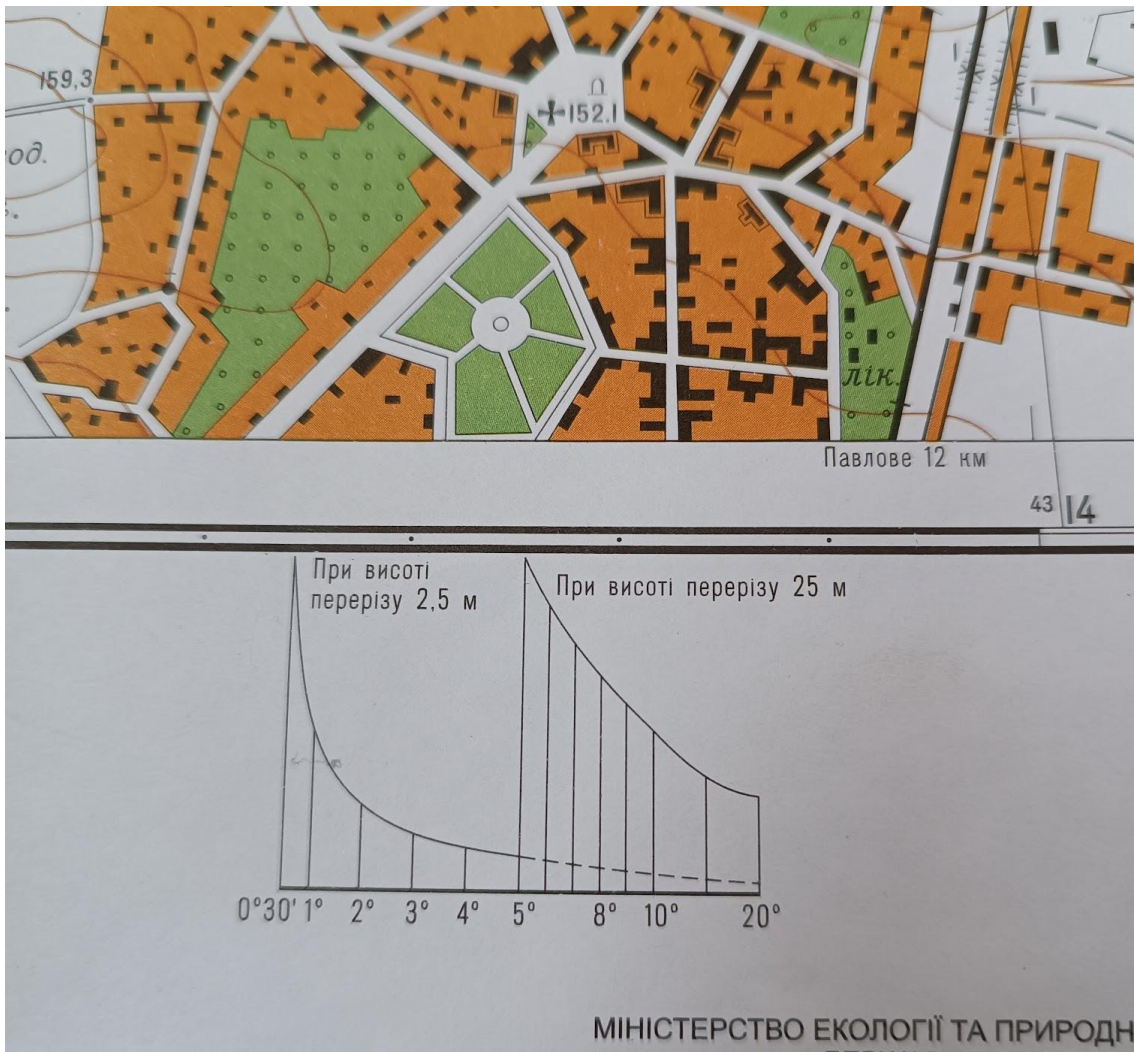 159,3
152.1
од.
лік.
Павлове 12 км
43 14
При висоті
перерізу 2,5 м
При висоті перерізу 25 м
0°30' 1° 2° 3° 4° 5° 8° 10° 20°
МІНІСТЕРСТВО ЕКОЛОГІЇ ТА ПРИРОДН